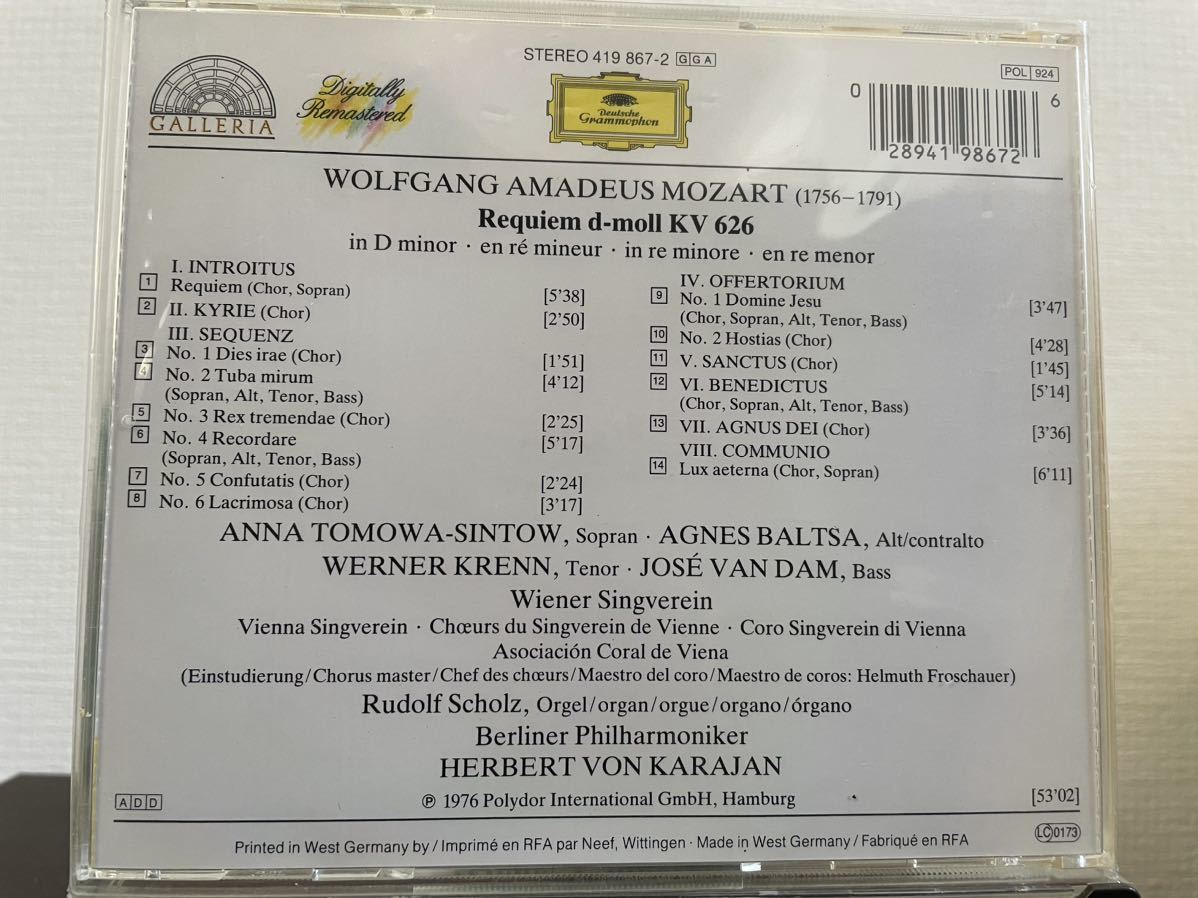 STEREO 419 867-2 GGA
POL 924
GALLERIA
Digitally
Remastered
Deutsche
Grammophon
0 28941 98672 6
WOLFGANG AMADEUS MOZART (1756–1791)
Requiem d-moll KV 626
in D minor · en ré mineur · in re minore · en re menor
I. INTROITUS
1 Requiem (Chor, Sopran) [5'38]
2 II. KYRIE (Chor) [2'50]
III. SEQUENZ
3 No. 1 Dies irae (Chor) [1'51]
4 No. 2 Tuba mirum [4'12]
(Sopran, Alt, Tenor, Bass)
5 No. 3 Rex tremendae (Chor) [2'25]
6 No. 4 Recordare [5'17]
(Sopran, Alt, Tenor, Bass)
7 No. 5 Confutatis (Chor) [2'24]
8 No. 6 Lacrimosa (Chor) [3'17]
IV. OFFERTORIUM
9 No. 1 Domine Jesu [3'47]
(Chor, Sopran, Alt, Tenor, Bass)
10 No. 2 Hostias (Chor) [4'28]
11 V. SANCTUS (Chor) [1'45]
12 VI. BENEDICTUS [5'14]
(Chor, Sopran, Alt, Tenor, Bass)
13 VII. AGNUS DEI (Chor) [3'36]
VIII. COMMUNIO
14 Lux aeterna (Chor, Sopran) [6'11]
ANNA TOMOWA-SINTOW, Sopran · AGNES BALTSA, Alt/contralto
WERNER KRENN, Tenor · JOSÉ VAN DAM, Bass
Wiener Singverein
Vienna Singverein · Chœurs du Singverein de Vienne · Coro Singverein di Vienna
Asociación Coral de Viena
(Einstudierung/Chorus master/Chef des chœurs/Maestro del coro/Maestro de coros: Helmuth Froschauer)
Rudolf Scholz, Orgel/organ/orgue/organo/órgano
Berliner Philharmoniker
HERBERT VON KARAJAN
ADD ℗ 1976 Polydor International GmbH, Hamburg [53'02]
Printed in West Germany by / Imprimé en RFA par Neef, Wittingen · Made in West Germany / Fabriqué en RFA
LC 0173